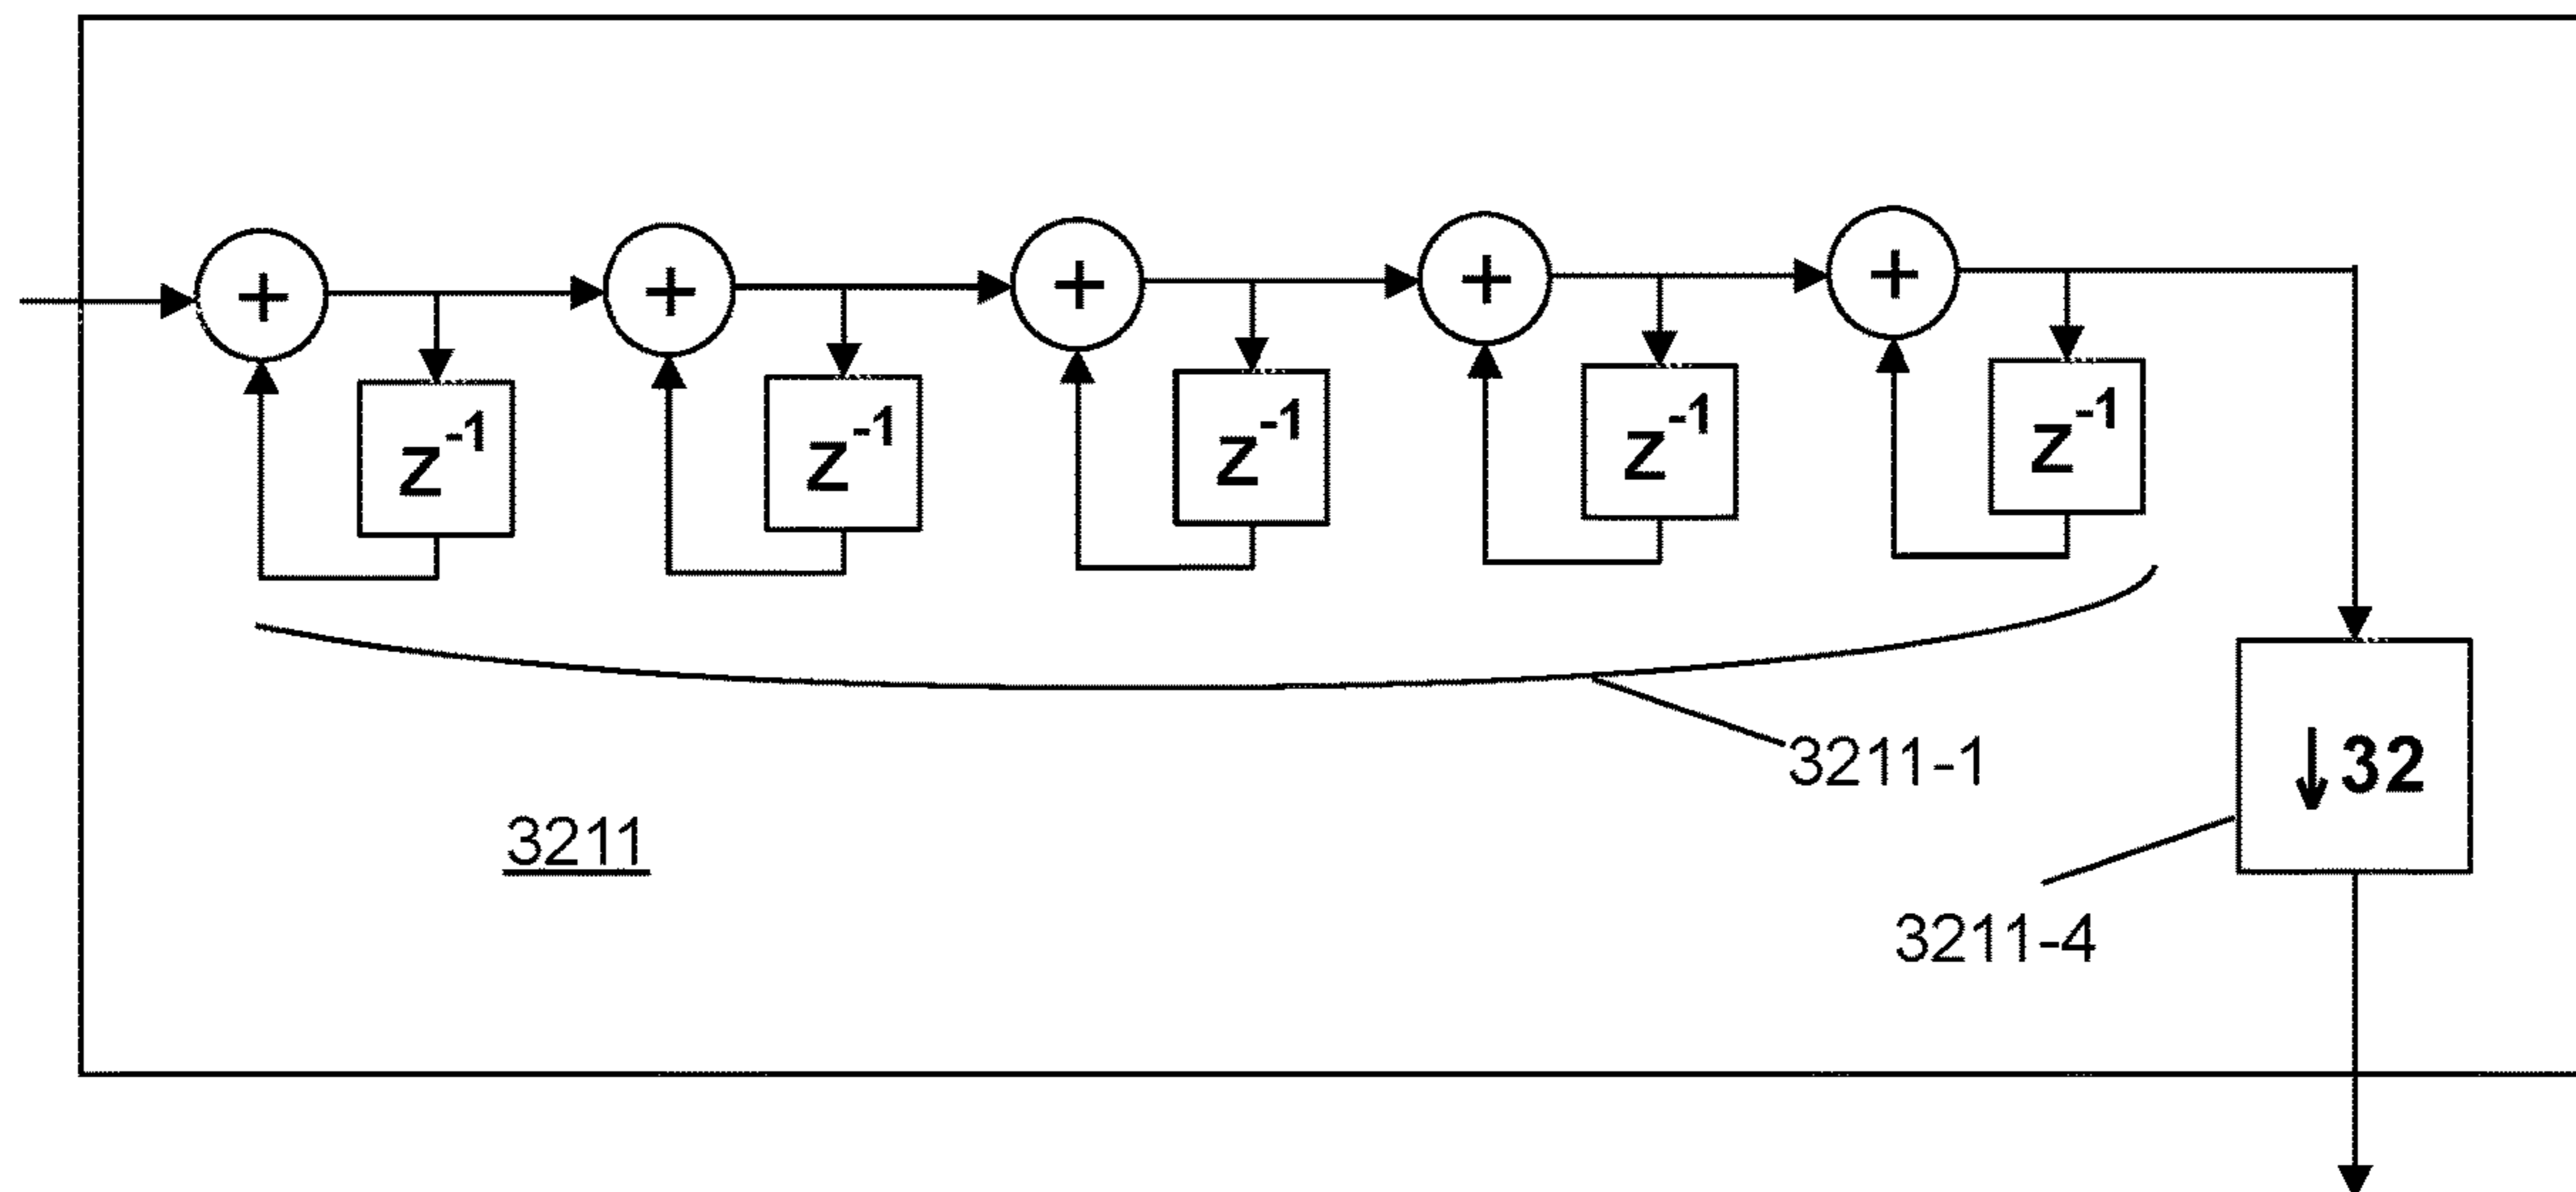 + + + + +
z⁻¹ z⁻¹ z⁻¹ z⁻¹ z⁻¹
3211-1
↓32
3211
3211-4